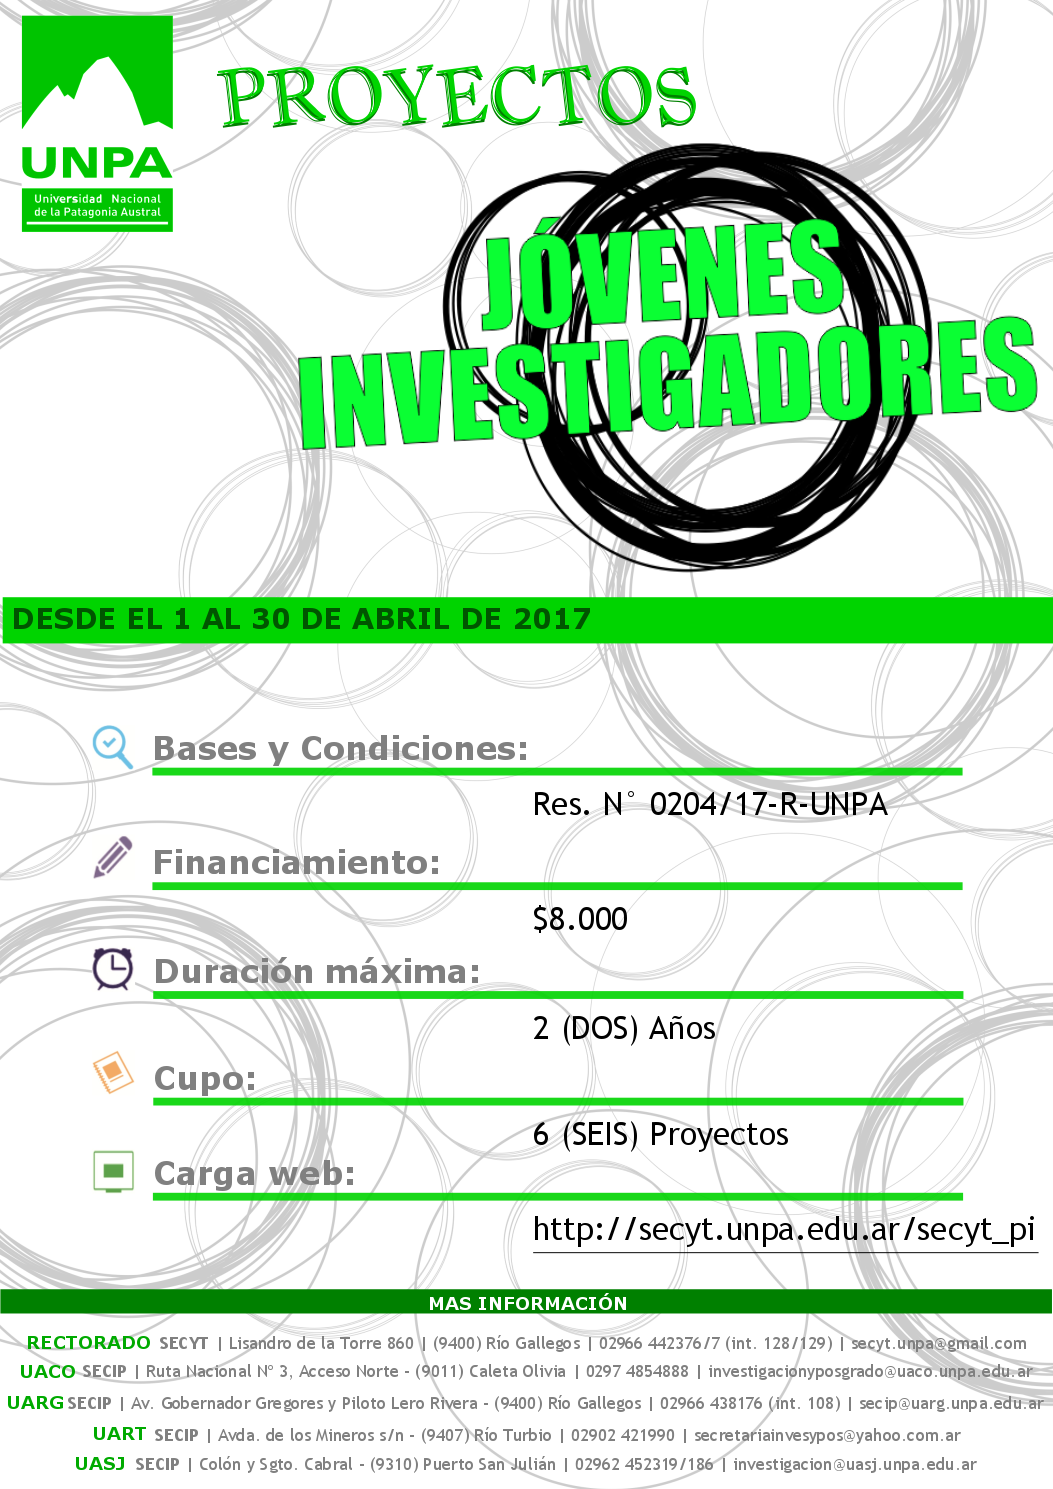 UNPA
Universidad Nacional
de la Patagonia Austral
PROYECTOS
JÓVENES
INVESTIGADORES
DESDE EL 1 AL 30 DE ABRIL DE 2017
Bases y Condiciones:
Res. N° 0204/17-R-UNPA
Financiamiento:
$8.000
Duración máxima:
2 (DOS) Años
Cupo:
6 (SEIS) Proyectos
Carga web:
http://secyt.unpa.edu.ar/secyt_pi
MAS INFORMACIÓN
RECTORADO SECYT | Lisandro de la Torre 860 | (9400) Río Gallegos | 02966 442376/7 (int. 128/129) | secyt.unpa@gmail.com
UACO SECIP | Ruta Nacional Nº 3, Acceso Norte - (9011) Caleta Olivia | 0297 4854888 | investigacionyposgrado@uaco.unpa.edu.ar
UARG SECIP | Av. Gobernador Gregores y Piloto Lero Rivera - (9400) Río Gallegos | 02966 438176 (int. 108) | secip@uarg.unpa.edu.ar
UART SECIP | Avda. de los Mineros s/n - (9407) Río Turbio | 02902 421990 | secretariainvesypos@yahoo.com.ar
UASJ SECIP | Colón y Sgto. Cabral - (9310) Puerto San Julián | 02962 452319/186 | investigacion@uasj.unpa.edu.ar